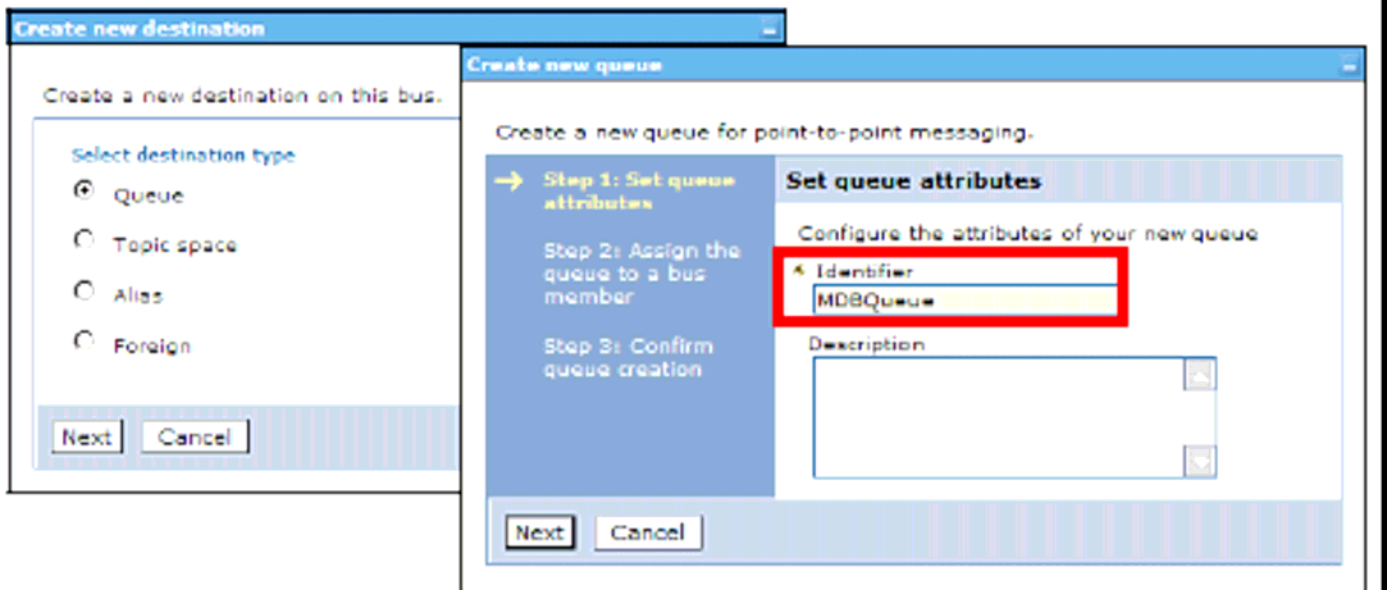 Create new destination
Create a new destination on this bus.
Select destination type
Queue
Topic space
Alias
Foreign
Next
Cancel
Create new queue
Create a new queue for point-to-point messaging.
Step 1: Set queue
attributes
Step 2: Assign the
queue to a bus
member
Step 3: Confirm
queue creation
Set queue attributes
Configure the attributes of your new queue
* Identifier
MDBQueue
Description
Next
Cancel